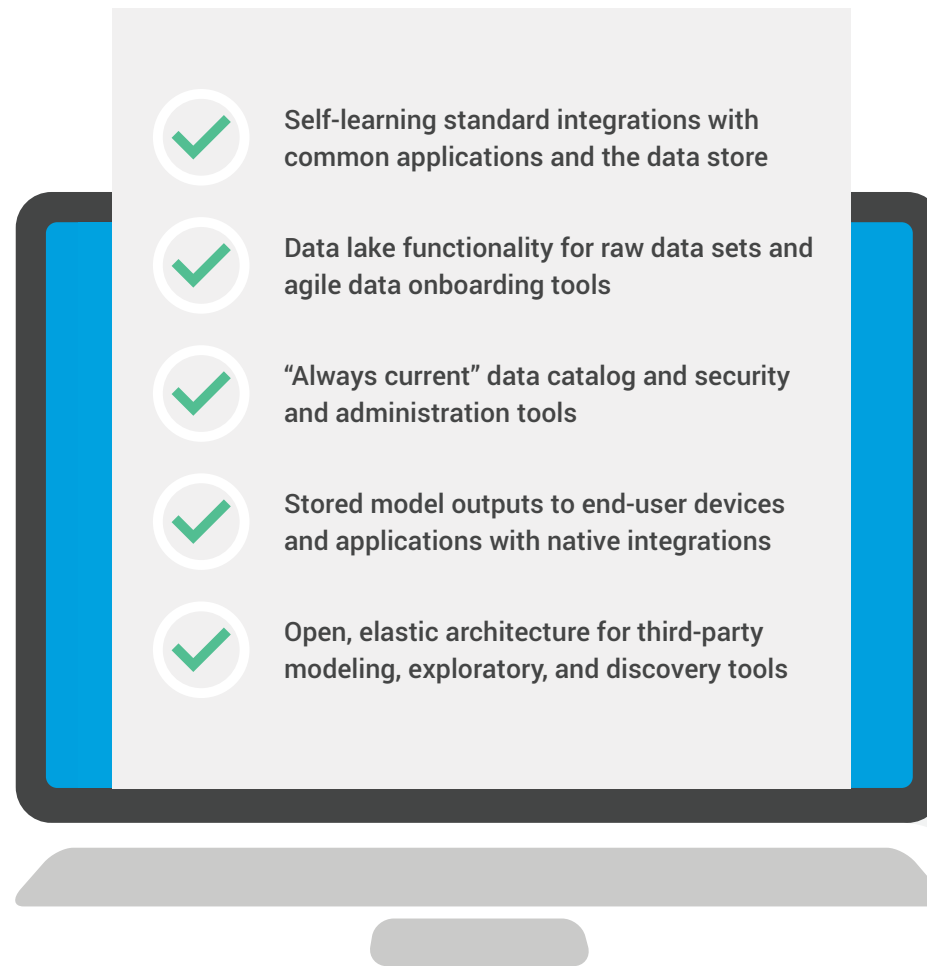 Self-learning standard integrations with
common applications and the data store
Data lake functionality for raw data sets and
agile data onboarding tools
“Always current” data catalog and security
and administration tools
Stored model outputs to end-user devices
and applications with native integrations
Open, elastic architecture for third-party
modeling, exploratory, and discovery tools